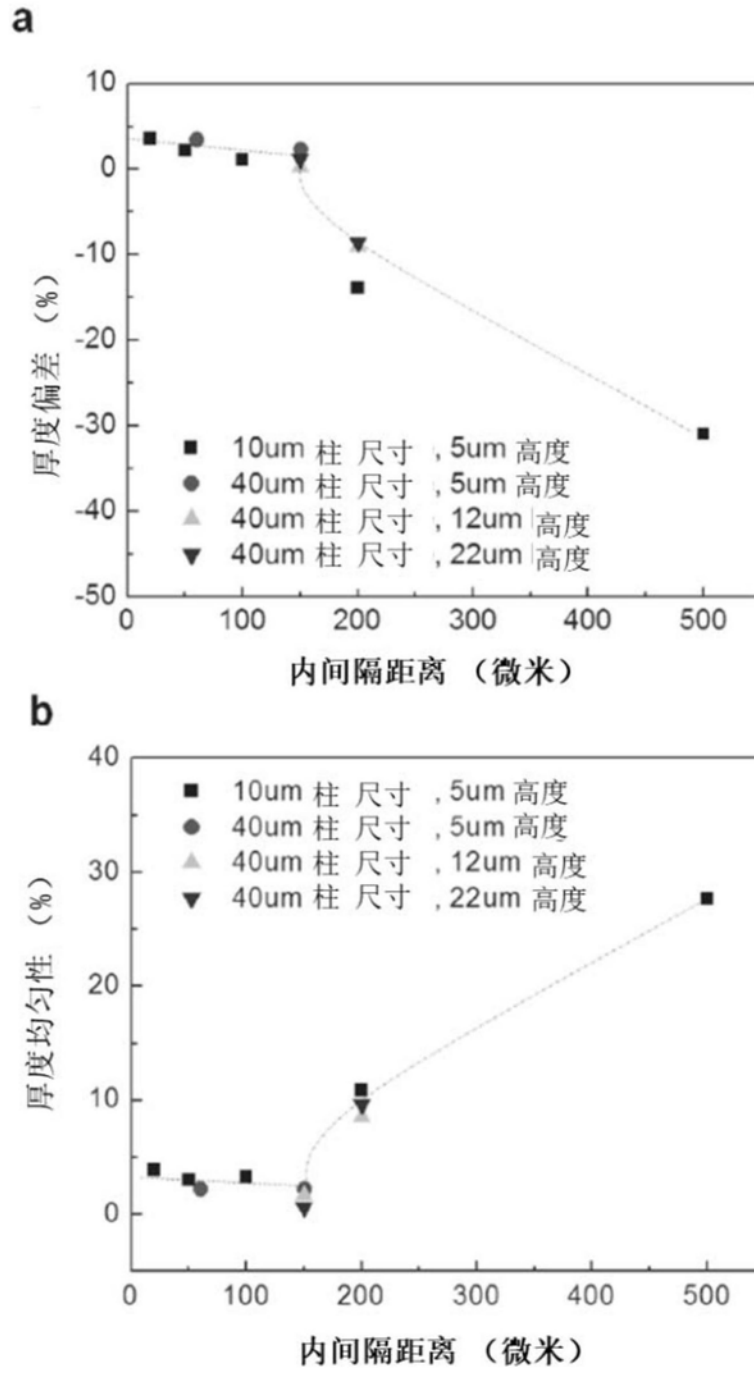 a
10
0
-10
-20
-30
-40
-50
厚度偏差 (%)
10um 柱 尺寸 , 5um 高度
40um 柱 尺寸 , 5um 高度
40um 柱 尺寸 , 12um 高度
40um 柱 尺寸 , 22um 高度
0 100 200 300 400 500
内间隔距离 (微米)
b
40
30
20
10
0
厚度均匀性 (%)
10um 柱 尺寸 , 5um 高度
40um 柱 尺寸 , 5um 高度
40um 柱 尺寸 , 12um 高度
40um 柱 尺寸 , 22um 高度
0 100 200 300 400 500
内间隔距离 (微米)